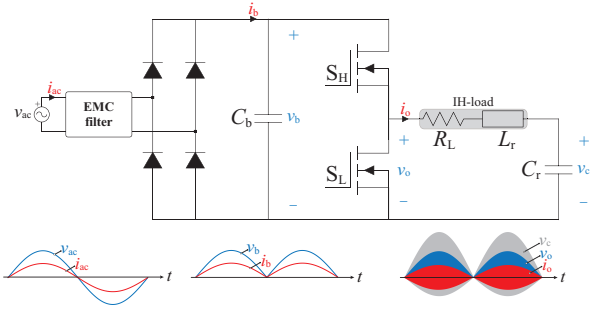 i_b
i_ac
v_ac
+
EMC
filter
C_b
+
v_b
−
S_H
S_L
i_o
IH-load
R_L
L_r
+
v_o
−
C_r
+
v_c
−
v_ac
i_ac
t
v_b
i_b
t
v_c
v_o
i_o
t